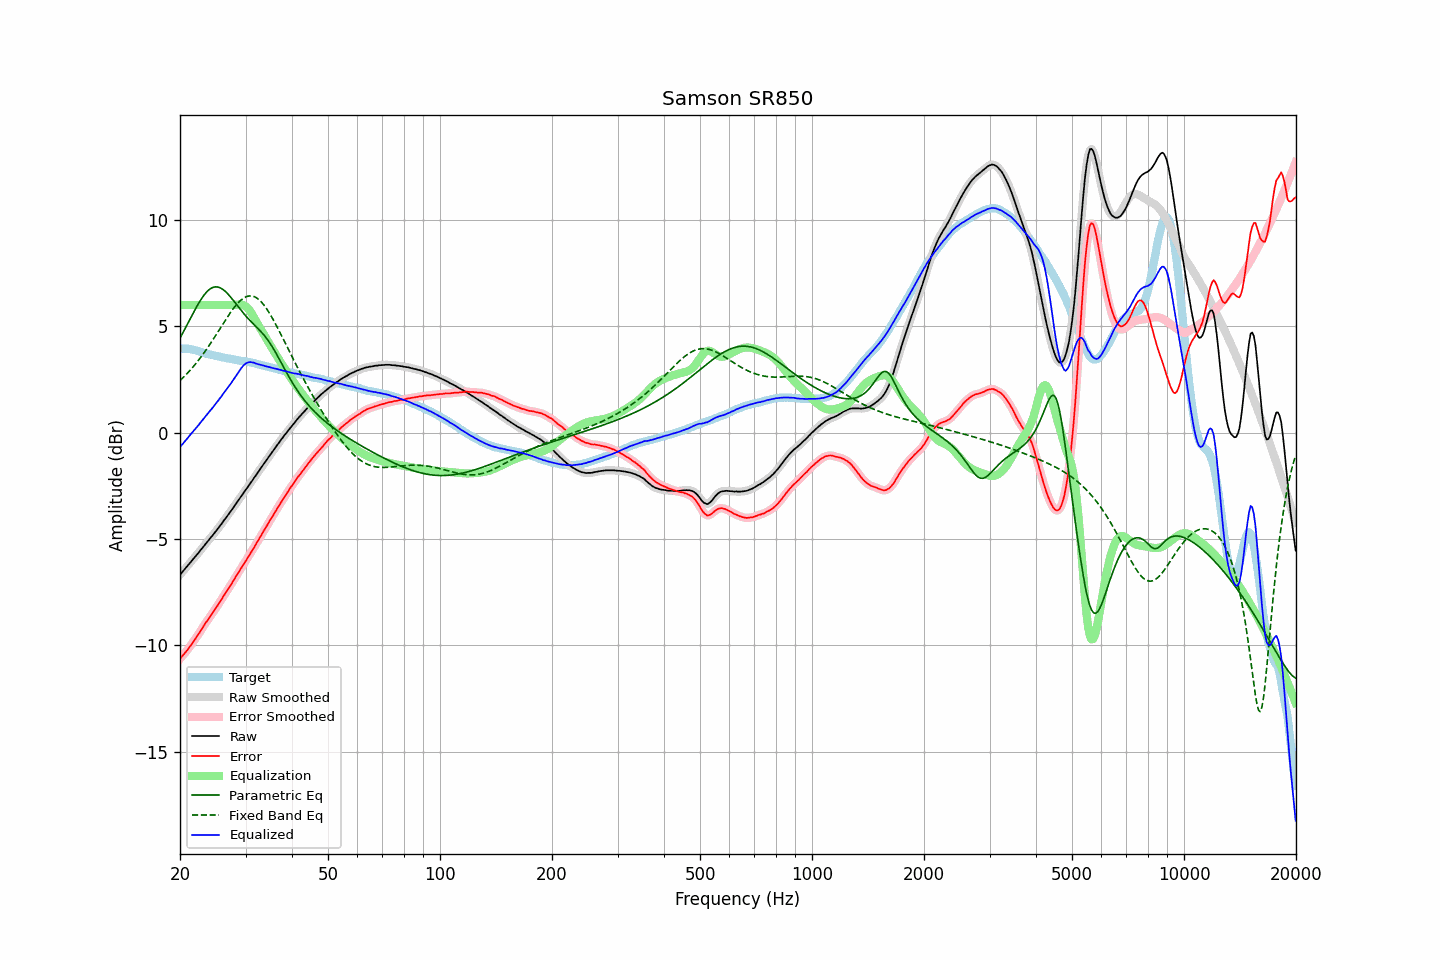 Samson SR850
Amplitude (dBr)
10
5
0
−5
−10
−15
Target
Raw Smoothed
Error Smoothed
Raw
Error
Equalization
Parametric Eq
Fixed Band Eq
Equalized
20 50 100 200 500 1000 2000 5000 10000 20000
Frequency (Hz)